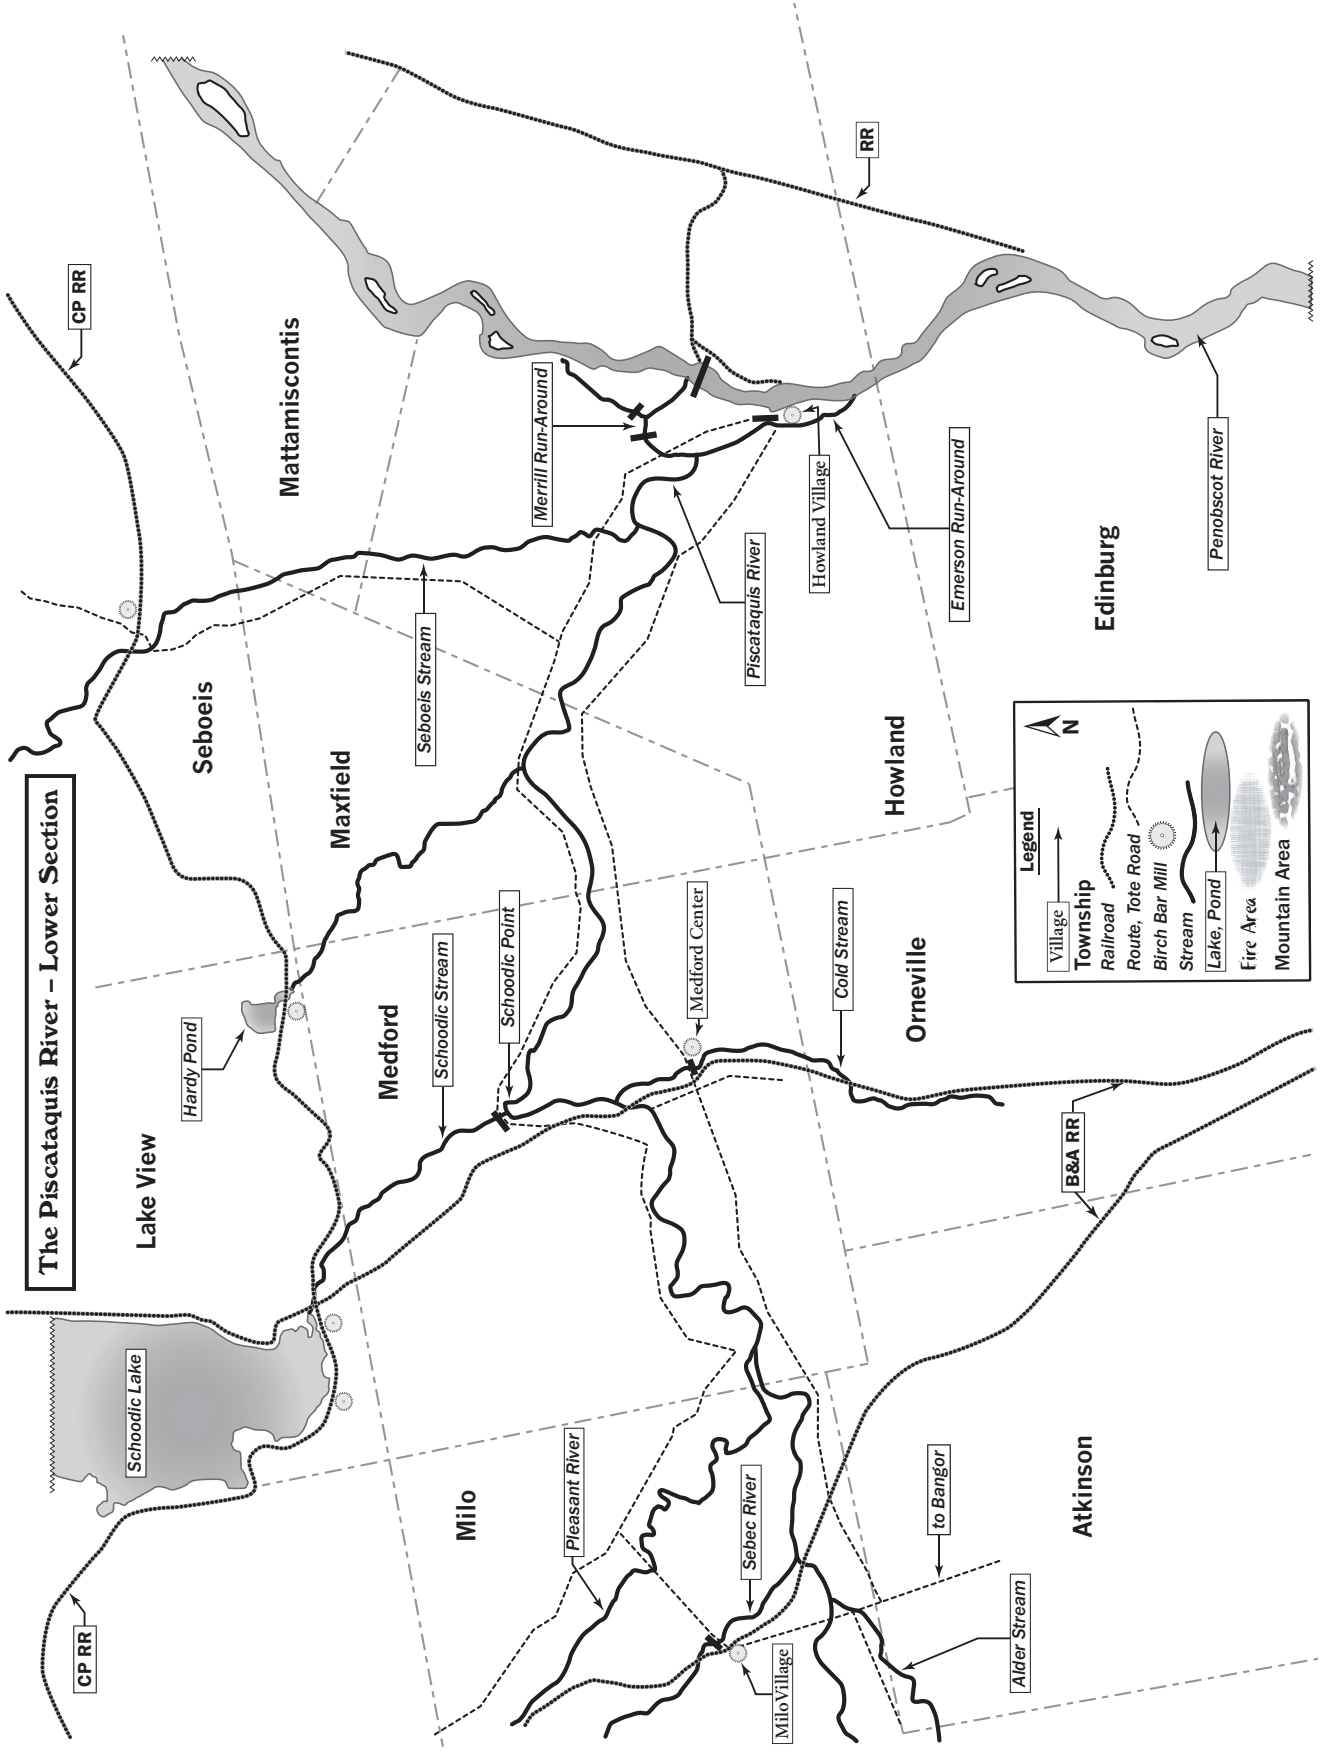 The Piscataquis River – Lower Section
CP RR
Schoodic Lake
Lake View
Hardy Pond
Seboeis
CP RR
Mattamiscontis
Milo
Medford
Schoodic Stream
Schoodic Point
Maxfield
Seboeis Stream
Merrill Run-Around
Pleasant River
Sebec River
Milo Village
Medford Center
Piscataquis River
Howland Village
RR
Cold Stream
Orneville
Howland
Emerson Run-Around
to Bangor
Alder Stream
Atkinson
B&A RR
Edinburg
Penobscot River
Legend
N
Village
Township
Railroad
Route, Tote Road
Birch Bar Mill
Stream
Lake, Pond
Fire Area
Mountain Area